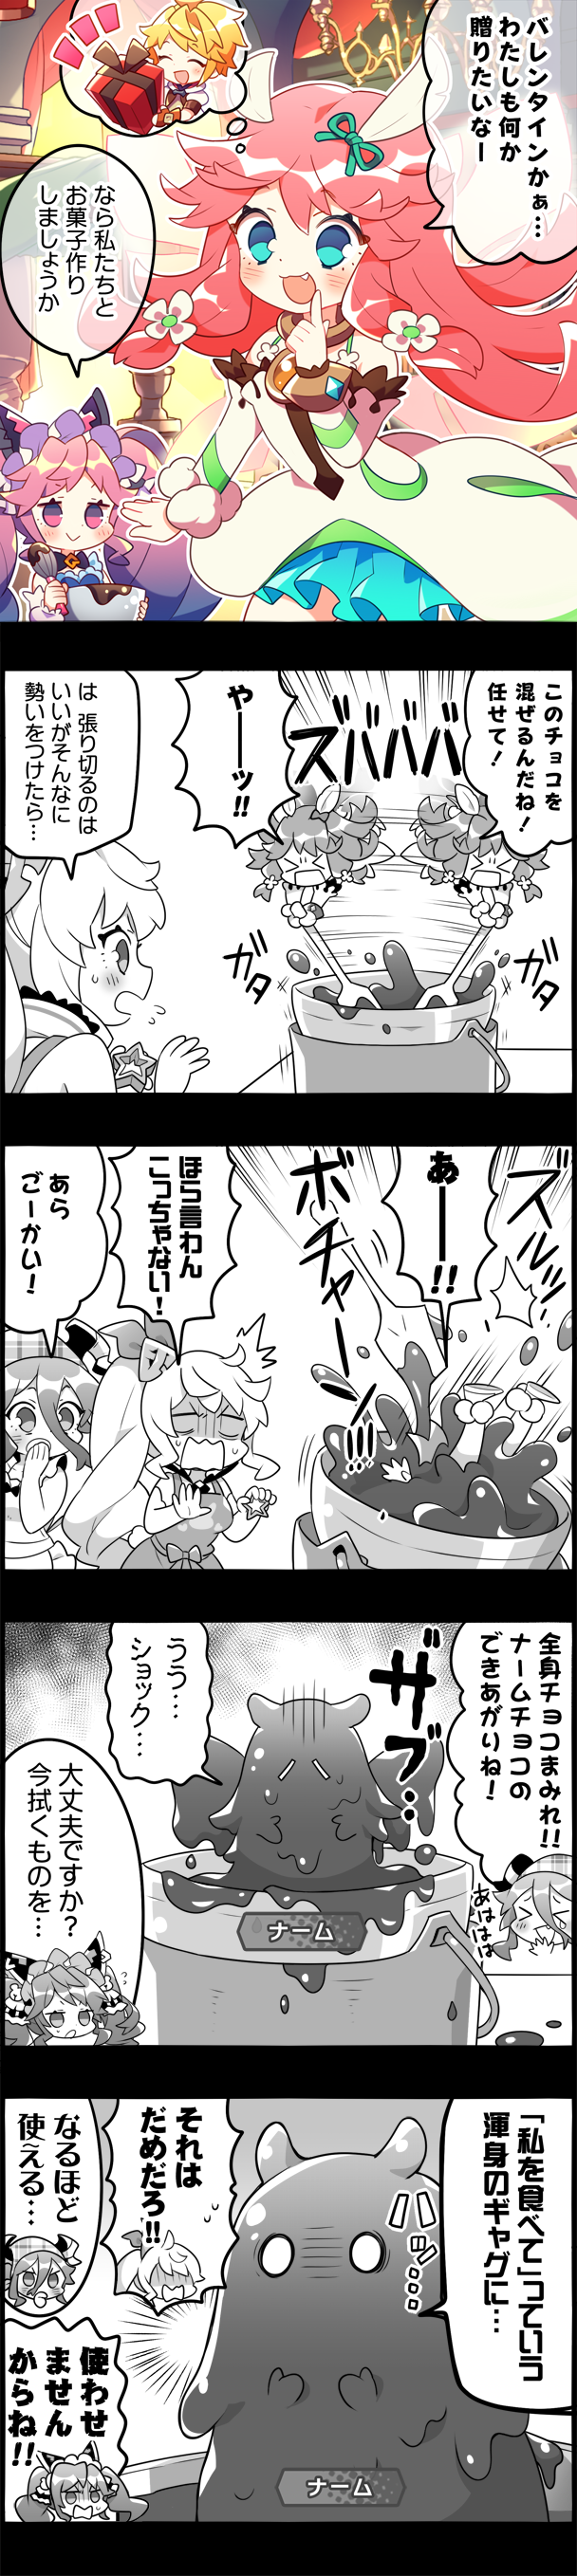 バレンタインかぁ…
わたしも何か
贈りたいなー
なら私たちと
お菓子作り
しましょうか
このチョコを
混ぜるんだね！
任せて！
ズババババ
やーーッ!!
ガタ
ガタ
は 張り切るのは
いいがそんなに
勢いをつけたら…
ズルッ
あーーー!!
ボチャーン!!!
ほら言わん
こっちゃない！
あら
ごーかい！
全身チョコまみれ!!
ナームチョコの
できあがりね！
あははは！
ザブ…
うう…
ショック…
ナーム
大丈夫ですか？
今拭くものを…
「私を食べて」っていう
渾身のギャグに…
ハッ…
それは
だめだろ!!
なるほど
使える…
使わせ
ません
からね!!
ナーム